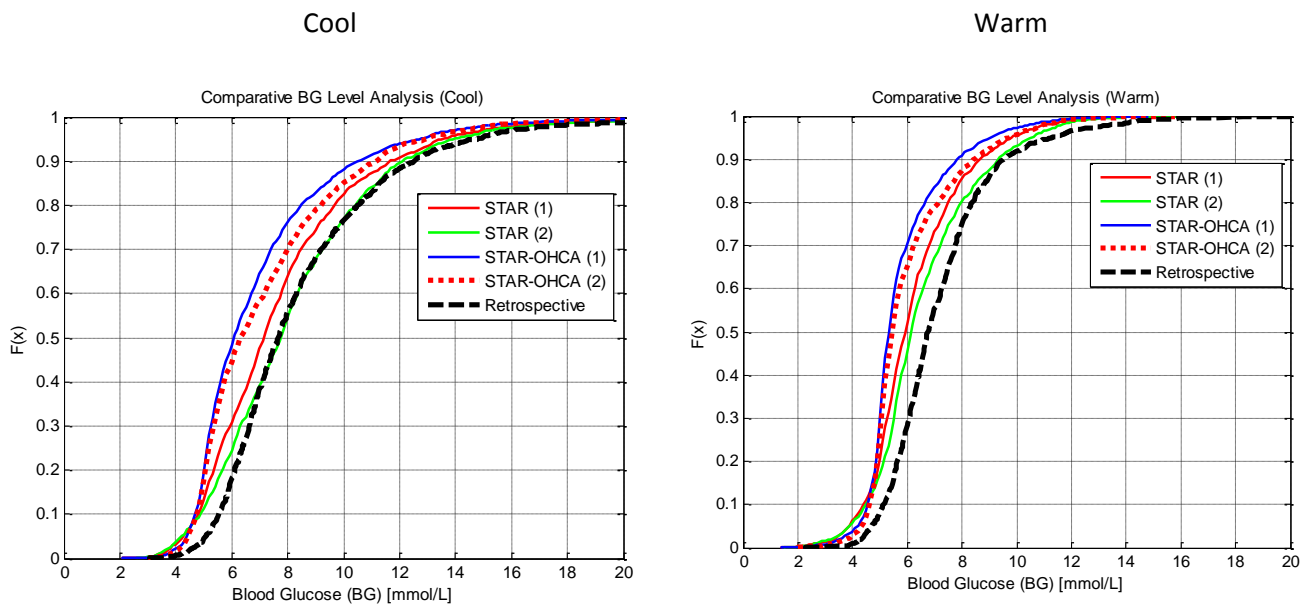 Cool
Warm
Comparative BG Level Analysis (Cool)
1
0.9
0.8
0.7
0.6
0.5
0.4
0.3
0.2
0.1
0
F(x)
STAR (1)
STAR (2)
STAR-OHCA (1)
STAR-OHCA (2)
Retrospective
0 2 4 6 8 10 12 14 16 18 20
Blood Glucose (BG) [mmol/L]
Comparative BG Level Analysis (Warm)
1
0.9
0.8
0.7
0.6
0.5
0.4
0.3
0.2
0.1
0
F(x)
STAR (1)
STAR (2)
STAR-OHCA (1)
STAR-OHCA (2)
Retrospective
0 2 4 6 8 10 12 14 16 18 20
Blood Glucose (BG) [mmol/L]